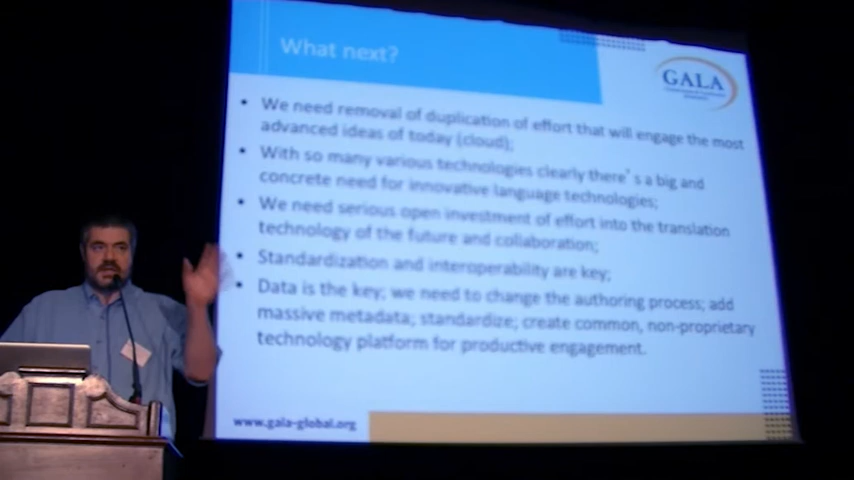 What next?
GALA
• We need removal of duplication of effort that will engage the most
advanced ideas of today (cloud);
• With so many various technologies clearly there's a big and
concrete need for innovative language technologies;
• We need serious open investment of effort into the translation
technology of the future and collaboration;
• Standardization and interoperability are key;
• Data is the key; we need to change the authoring process; add
massive metadata; standardize; create common, non-proprietary
technology platform for productive engagement.
www.gala-global.org